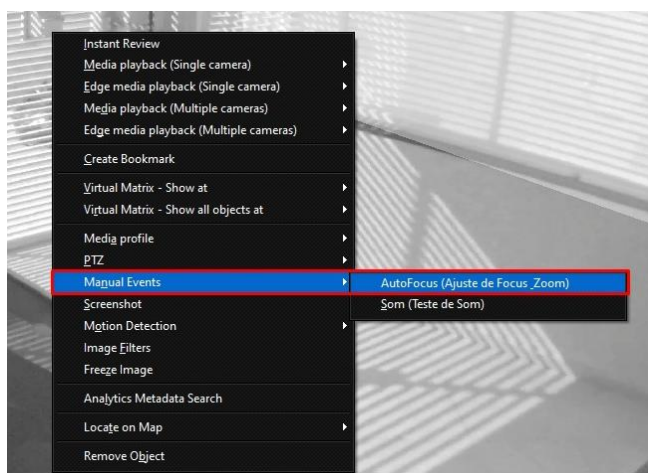 Instant Review
Media playback (Single camera)
Edge media playback (Single camera)
Media playback (Multiple cameras)
Edge media playback (Multiple cameras)
Create Bookmark
Virtual Matrix - Show at
Virtual Matrix - Show all objects at
Media profile
PTZ
Manual Events
AutoFocus (Ajuste de Focus_Zoom)
Screenshot
Som (Teste de Som)
Motion Detection
Image Filters
Freeze Image
Analytics Metadata Search
Locate on Map
Remove Object